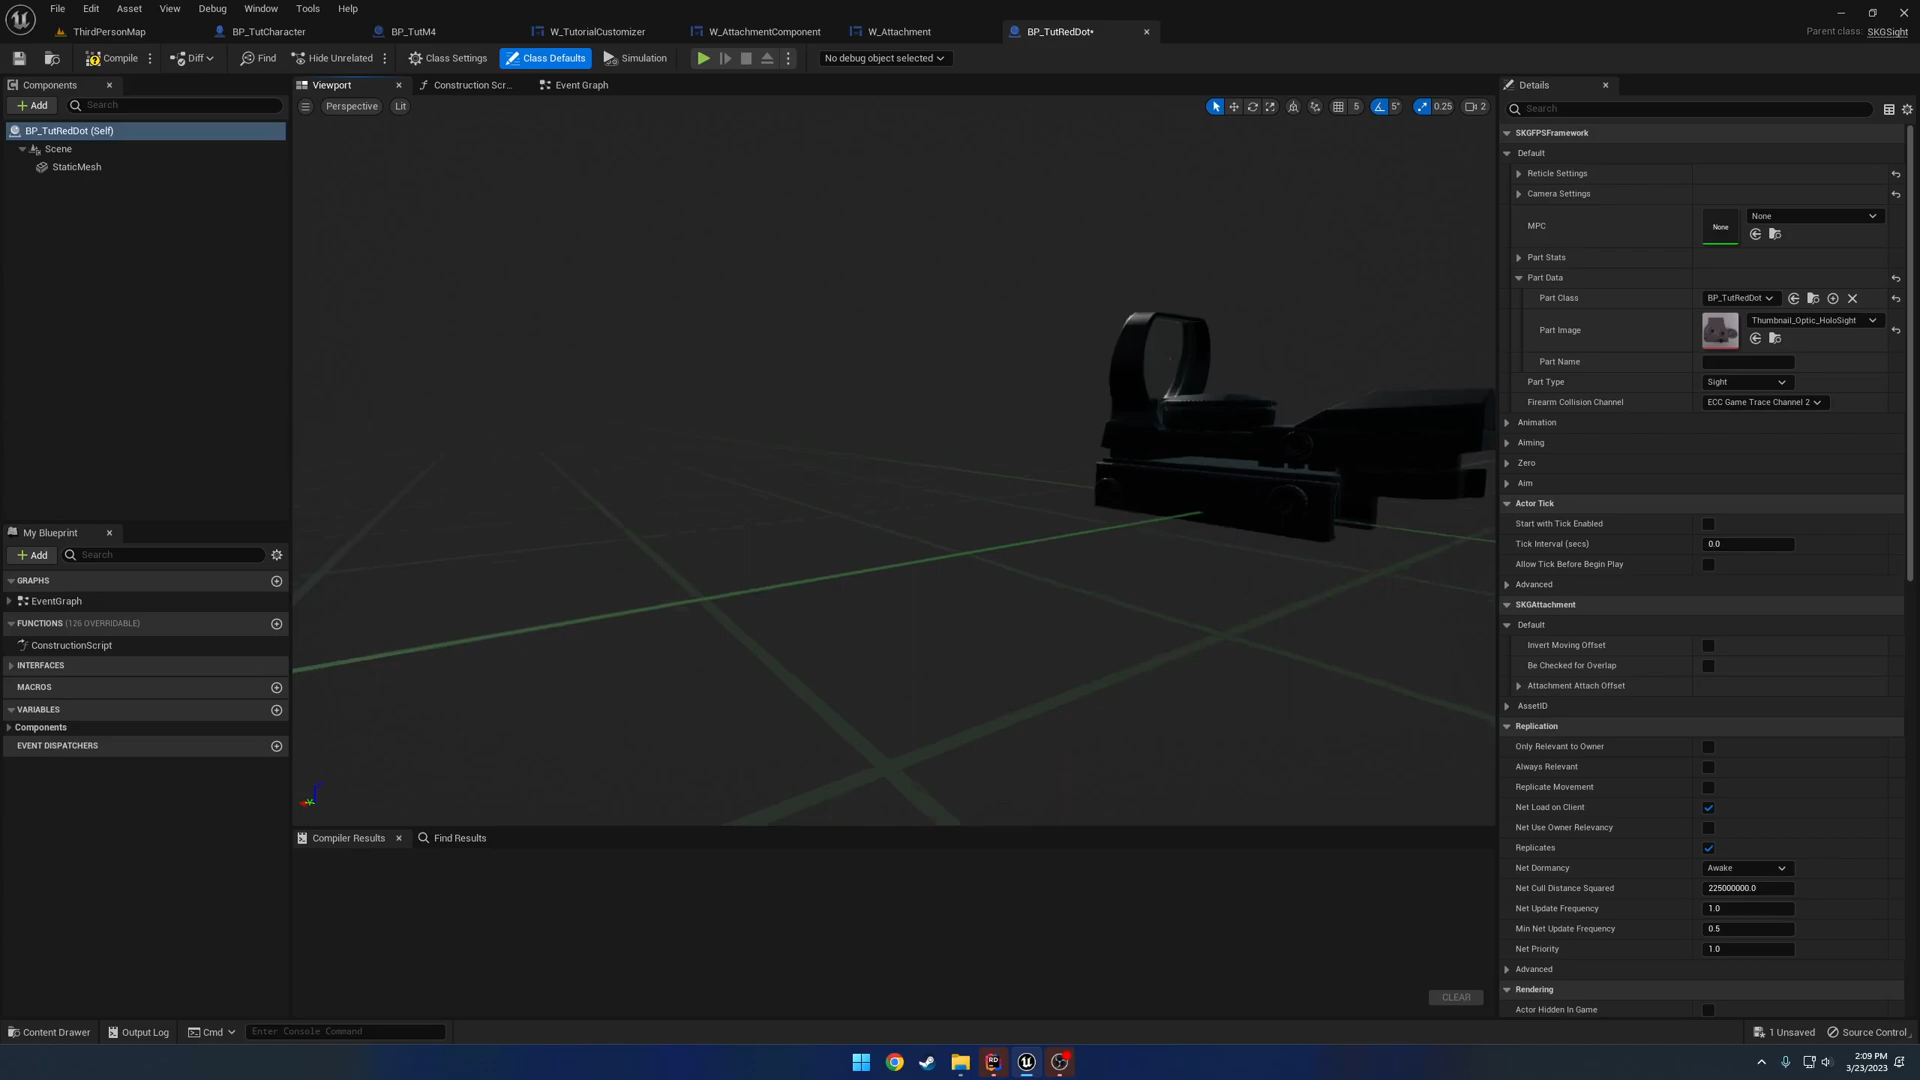 File Edit Asset View Debug Window Tools Help
ThirdPersonMap BP_TutCharacter BP_TutM4 W_TutorialCustomizer W_AttachmentComponent W_Attachment BP_TutRedDot*
Parent class: SKGSight
Compile Diff Find Hide Unrelated Class Settings Class Defaults Simulation No debug object selected
Components
Add Search
BP_TutRedDot (Self)
Scene
StaticMesh
Viewport Construction Scr... Event Graph
Perspective Lit 5 5° 0.25 2
My Blueprint
Add Search
GRAPHS
EventGraph
FUNCTIONS (126 OVERRIDABLE)
ConstructionScript
INTERFACES
MACROS
VARIABLES
Components
EVENT DISPATCHERS
Compiler Results Find Results
CLEAR
Details
Search
SKGFPSFramework
Default
Reticle Settings
Camera Settings
MPC None None
Part Stats
Part Data
Part Class BP_TutRedDot
Part Image Thumbnail_Optic_HoloSight
Part Name
Part Type Sight
Firearm Collision Channel ECC Game Trace Channel 2
Animation
Aiming
Zero
Aim
Actor Tick
Start with Tick Enabled
Tick Interval (secs) 0.0
Allow Tick Before Begin Play
Advanced
SKGAttachment
Default
Invert Moving Offset
Be Checked for Overlap
Attachment Attach Offset
AssetID
Replication
Only Relevant to Owner
Always Relevant
Replicate Movement
Net Load on Client
Net Use Owner Relevancy
Replicates
Net Dormancy Awake
Net Cull Distance Squared 225000000.0
Net Update Frequency 1.0
Min Net Update Frequency 0.5
Net Priority 1.0
Advanced
Rendering
Actor Hidden In Game
Content Drawer Output Log Cmd Enter Console Command 1 Unsaved Source Control
2:09 PM
3/23/2023